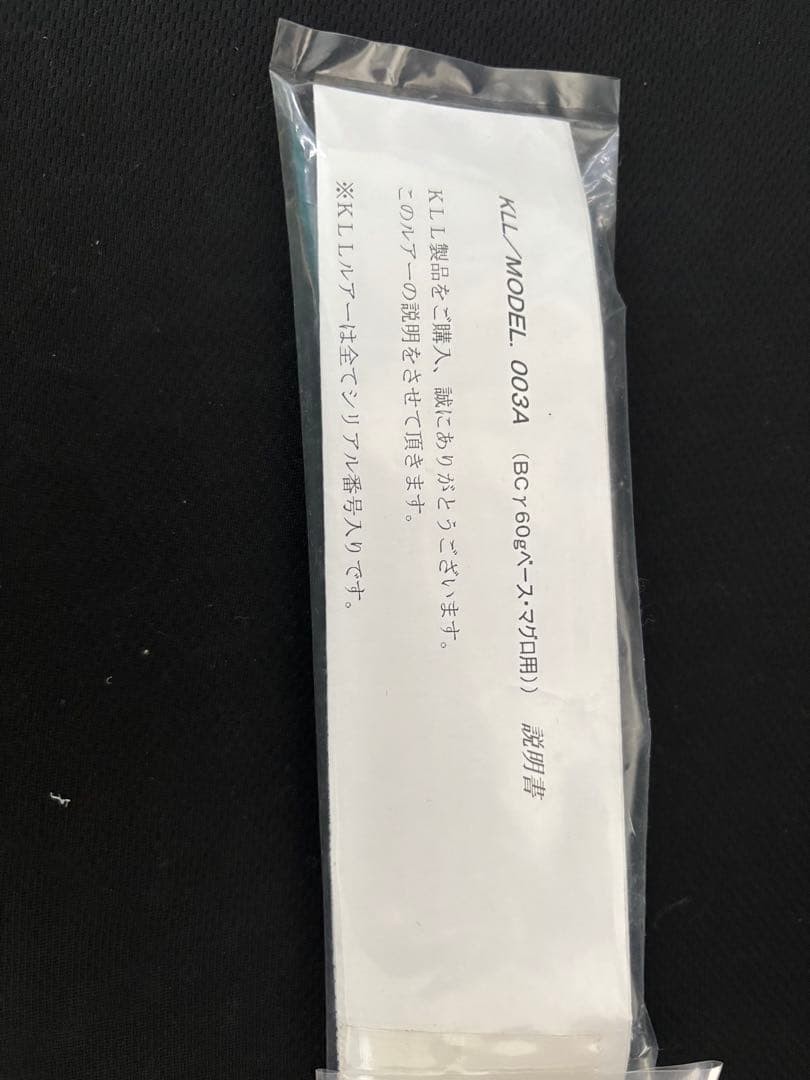 KLL/MODEL. 003A (BCγ60gベース・マグロ用)) 説明書
KLL製品をご購入、誠にありがとうございます。
このルアーの説明をさせて頂きます。
※KLLルアーは全てシリアル番号入りです。